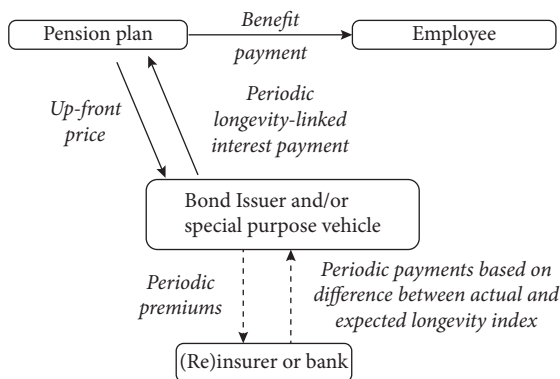 Pension plan
Benefit
payment
Employee
Up-front
price
Periodic
longevity-linked
interest payment
Bond Issuer and/or
special purpose vehicle
Periodic
premiums
Periodic payments based on
difference between actual and
expected longevity index
(Re)insurer or bank